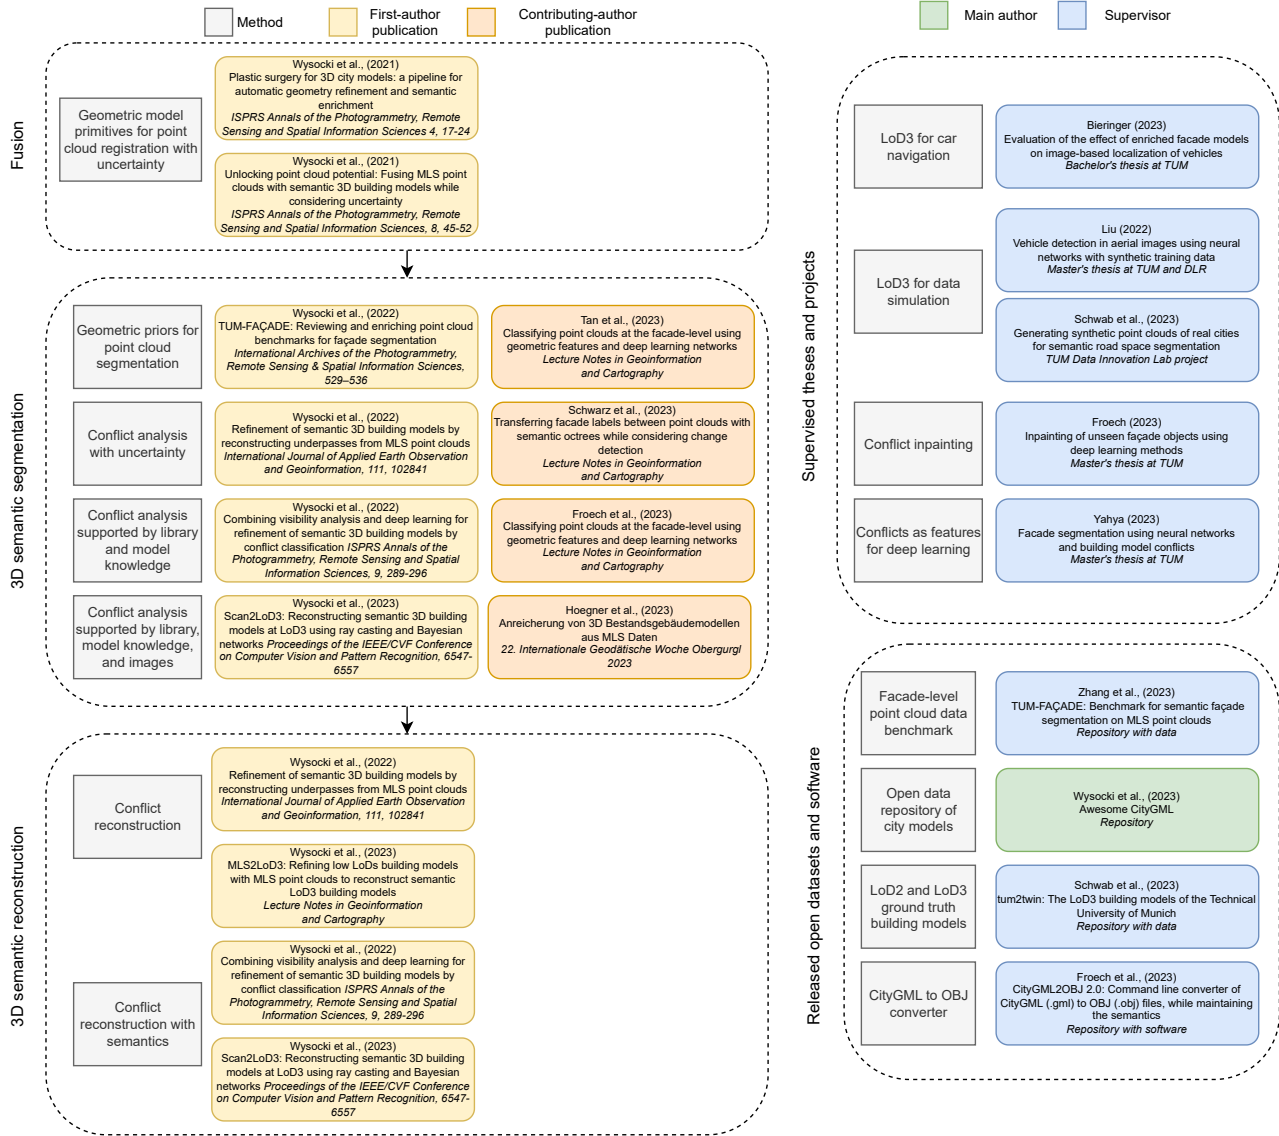 Method
First-author
publication
Contributing-author
publication
Fusion
Geometric model
primitives for point
cloud registration with
uncertainty
Wysocki et al., (2021)
Plastic surgery for 3D city models: a pipeline for
automatic geometry refinement and semantic
enrichment
ISPRS Annals of the Photogrammetry, Remote
Sensing and Spatial Information Sciences 4, 17-24
Wysocki et al., (2021)
Unlocking point cloud potential: Fusing MLS point
clouds with semantic 3D building models while
considering uncertainty
ISPRS Annals of the Photogrammetry, Remote
Sensing and Spatial Information Sciences, 8, 45-52
3D semantic segmentation
Geometric priors for
point cloud
segmentation
Wysocki et al., (2022)
TUM-FAÇADE: Reviewing and enriching point cloud
benchmarks for façade segmentation
International Archives of the Photogrammetry,
Remote Sensing & Spatial Information Sciences,
529–536
Tan et al., (2023)
Classifying point clouds at the facade-level using
geometric features and deep learning networks
Lecture Notes in Geoinformation
and Cartography
Conflict analysis
with uncertainty
Wysocki et al., (2022)
Refinement of semantic 3D building models by
reconstructing underpasses from MLS point clouds
International Journal of Applied Earth Observation
and Geoinformation, 111, 102841
Schwarz et al., (2023)
Transferring facade labels between point clouds with
semantic octrees while considering change
detection
Lecture Notes in Geoinformation
and Cartography
Conflict analysis
supported by library
and model
knowledge
Wysocki et al., (2022)
Combining visibility analysis and deep learning for
refinement of semantic 3D building models by
conflict classification ISPRS Annals of the
Photogrammetry, Remote Sensing and Spatial
Information Sciences, 9, 289-296
Froech et al., (2023)
Classifying point clouds at the facade-level using
geometric features and deep learning networks
Lecture Notes in Geoinformation
and Cartography
Conflict analysis
supported by library,
model knowledge,
and images
Wysocki et al., (2023)
Scan2LoD3: Reconstructing semantic 3D building
models at LoD3 using ray casting and Bayesian
networks Proceedings of the IEEE/CVF Conference
on Computer Vision and Pattern Recognition, 6547-
6557
Hoegner et al., (2023)
Anreicherung von 3D Bestandsgebäudemodellen
aus MLS Daten
22. Internationale Geodätische Woche Obergurgl
2023
3D semantic reconstruction
Conflict
reconstruction
Wysocki et al., (2022)
Refinement of semantic 3D building models by
reconstructing underpasses from MLS point clouds
International Journal of Applied Earth Observation
and Geoinformation, 111, 102841
Wysocki et al., (2023)
MLS2LoD3: Refining low LoDs building models
with MLS point clouds to reconstruct semantic
LoD3 building models
Lecture Notes in Geoinformation
and Cartography
Conflict
reconstruction with
semantics
Wysocki et al., (2022)
Combining visibility analysis and deep learning for
refinement of semantic 3D building models by
conflict classification ISPRS Annals of the
Photogrammetry, Remote Sensing and Spatial
Information Sciences, 9, 289-296
Wysocki et al., (2023)
Scan2LoD3: Reconstructing semantic 3D building
models at LoD3 using ray casting and Bayesian
networks Proceedings of the IEEE/CVF Conference
on Computer Vision and Pattern Recognition, 6547-
6557
Main author
Supervisor
Supervised theses and projects
LoD3 for car
navigation
Bieringer (2023)
Evaluation of the effect of enriched facade models
on image-based localization of vehicles
Bachelor's thesis at TUM
LoD3 for data
simulation
Liu (2022)
Vehicle detection in aerial images using neural
networks with synthetic training data
Master's thesis at TUM and DLR
Schwab et al., (2023)
Generating synthetic point clouds of real cities
for semantic road space segmentation
TUM Data Innovation Lab project
Conflict inpainting
Froech (2023)
Inpainting of unseen façade objects using
deep learning methods
Master's thesis at TUM
Conflicts as features
for deep learning
Yahya (2023)
Facade segmentation using neural networks
and building model conflicts
Master's thesis at TUM
Released open datasets and software
Facade-level
point cloud data
benchmark
Zhang et al., (2023)
TUM-FAÇADE: Benchmark for semantic façade
segmentation on MLS point clouds
Repository with data
Open data
repository of
city models
Wysocki et al., (2023)
Awesome CityGML
Repository
LoD2 and LoD3
ground truth
building models
Schwab et al., (2023)
tum2twin: The LoD3 building models of the Technical
University of Munich
Repository with data
CityGML to OBJ
converter
Froech et al., (2023)
CityGML2OBJ 2.0: Command line converter of
CityGML (.gml) to OBJ (.obj) files, while maintaining
the semantics
Repository with software